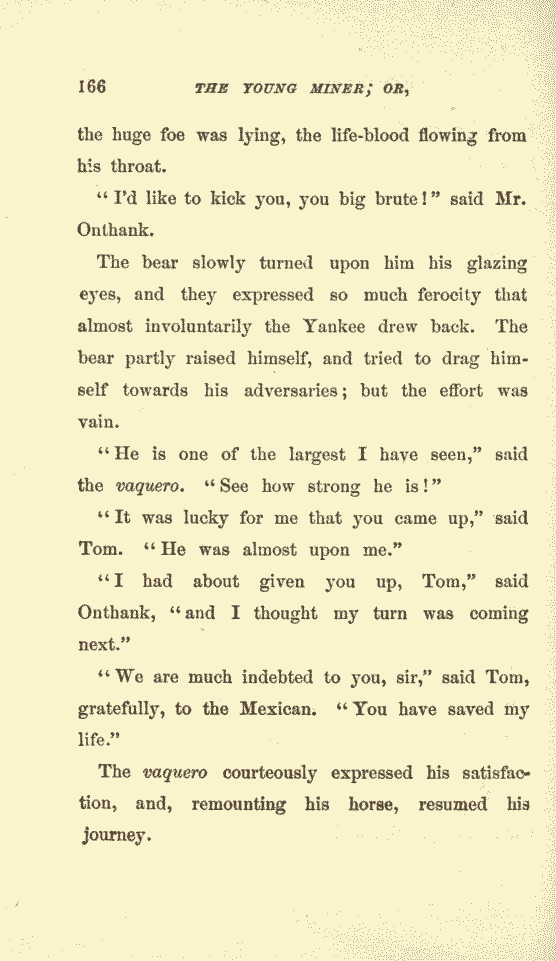 166 THE YOUNG MINER; OR,
the huge foe was lying, the life-blood flowing from
his throat.
“I’d like to kick you, you big brute!” said Mr.
Onthank.
The bear slowly turned upon him his glazing
eyes, and they expressed so much ferocity that
almost involuntarily the Yankee drew back. The
bear partly raised himself, and tried to drag him-
self towards his adversaries; but the effort was
vain.
“He is one of the largest I have seen,” said
the vaquero. “See how strong he is!”
“It was lucky for me that you came up,” said
Tom. “He was almost upon me.”
“I had about given you up, Tom,” said
Onthank, “and I thought my turn was coming
next.”
“We are much indebted to you, sir,” said Tom,
gratefully, to the Mexican. “You have saved my
life.”
The vaquero courteously expressed his satisfac-
tion, and, remounting his horse, resumed his
journey.